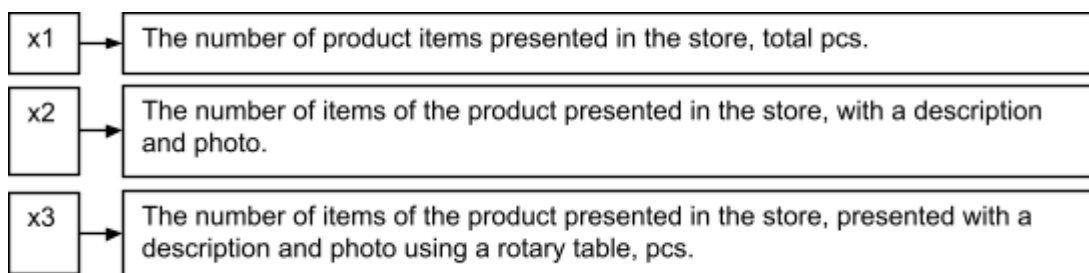 x1
The number of product items presented in the store, total pcs.
x2
The number of items of the product presented in the store, with a description
and photo.
x3
The number of items of the product presented in the store, presented with a
description and photo using a rotary table, pcs.